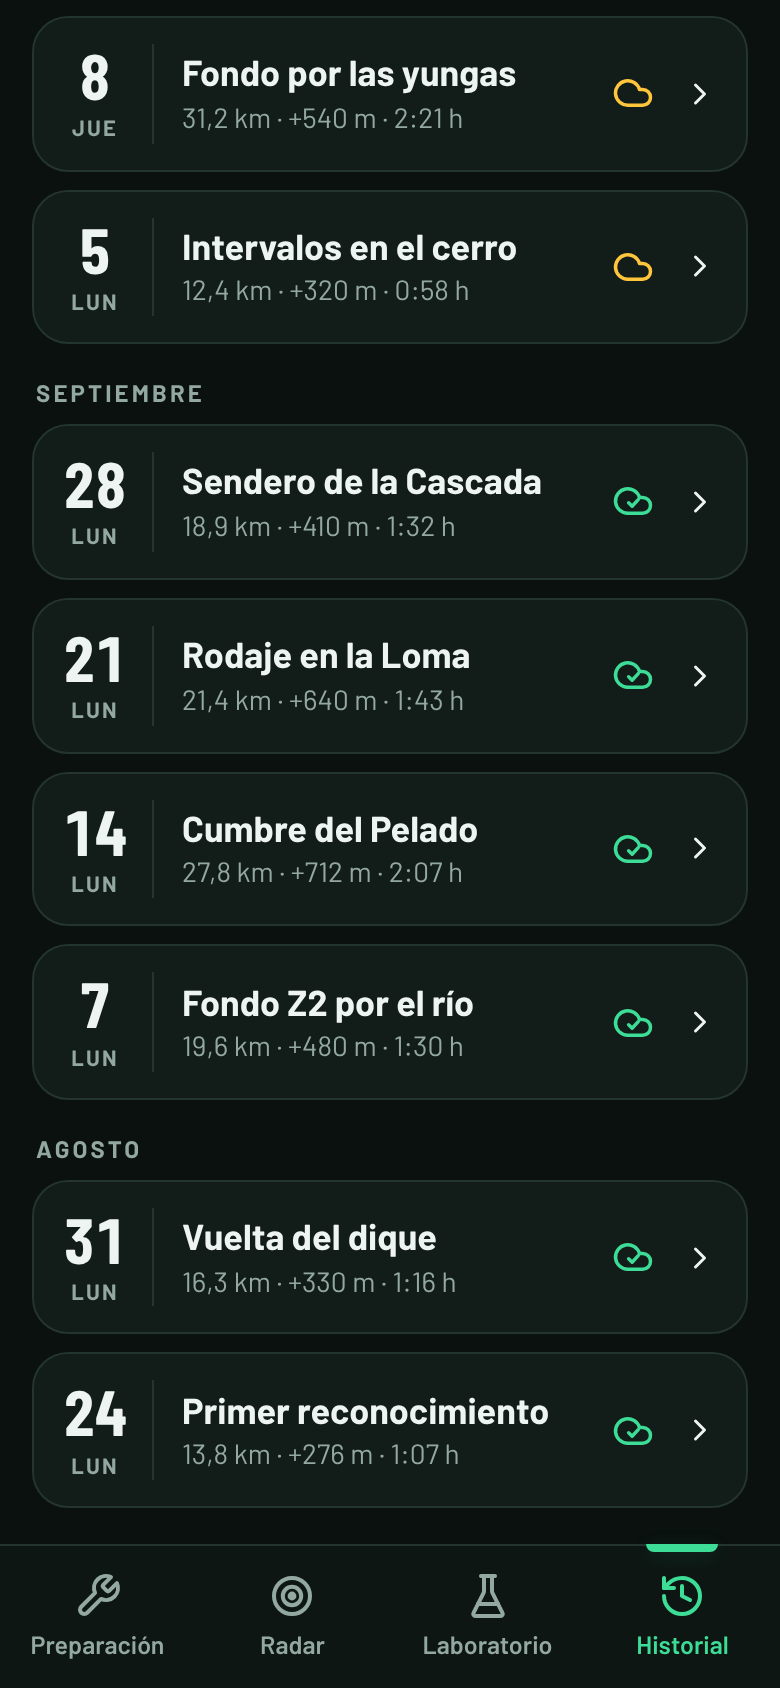 8
JUE
Fondo por las yungas
31,2 km · +540 m · 2:21 h
5
LUN
Intervalos en el cerro
12,4 km · +320 m · 0:58 h
SEPTIEMBRE
28
LUN
Sendero de la Cascada
18,9 km · +410 m · 1:32 h
21
LUN
Rodaje en la Loma
21,4 km · +640 m · 1:43 h
14
LUN
Cumbre del Pelado
27,8 km · +712 m · 2:07 h
7
LUN
Fondo Z2 por el río
19,6 km · +480 m · 1:30 h
AGOSTO
31
LUN
Vuelta del dique
16,3 km · +330 m · 1:16 h
24
LUN
Primer reconocimiento
13,8 km · +276 m · 1:07 h
Preparación
Radar
Laboratorio
Historial